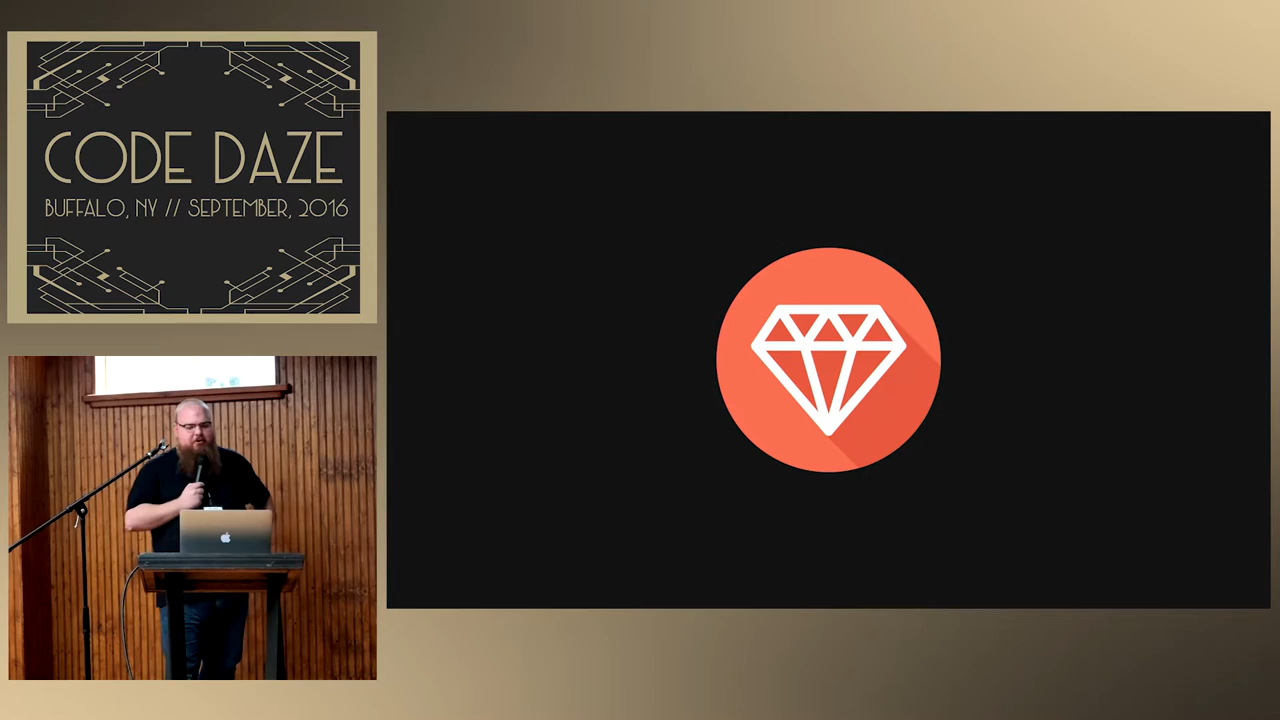 CODE DAZE
BUFFALO, NY // SEPTEMBER, 2016